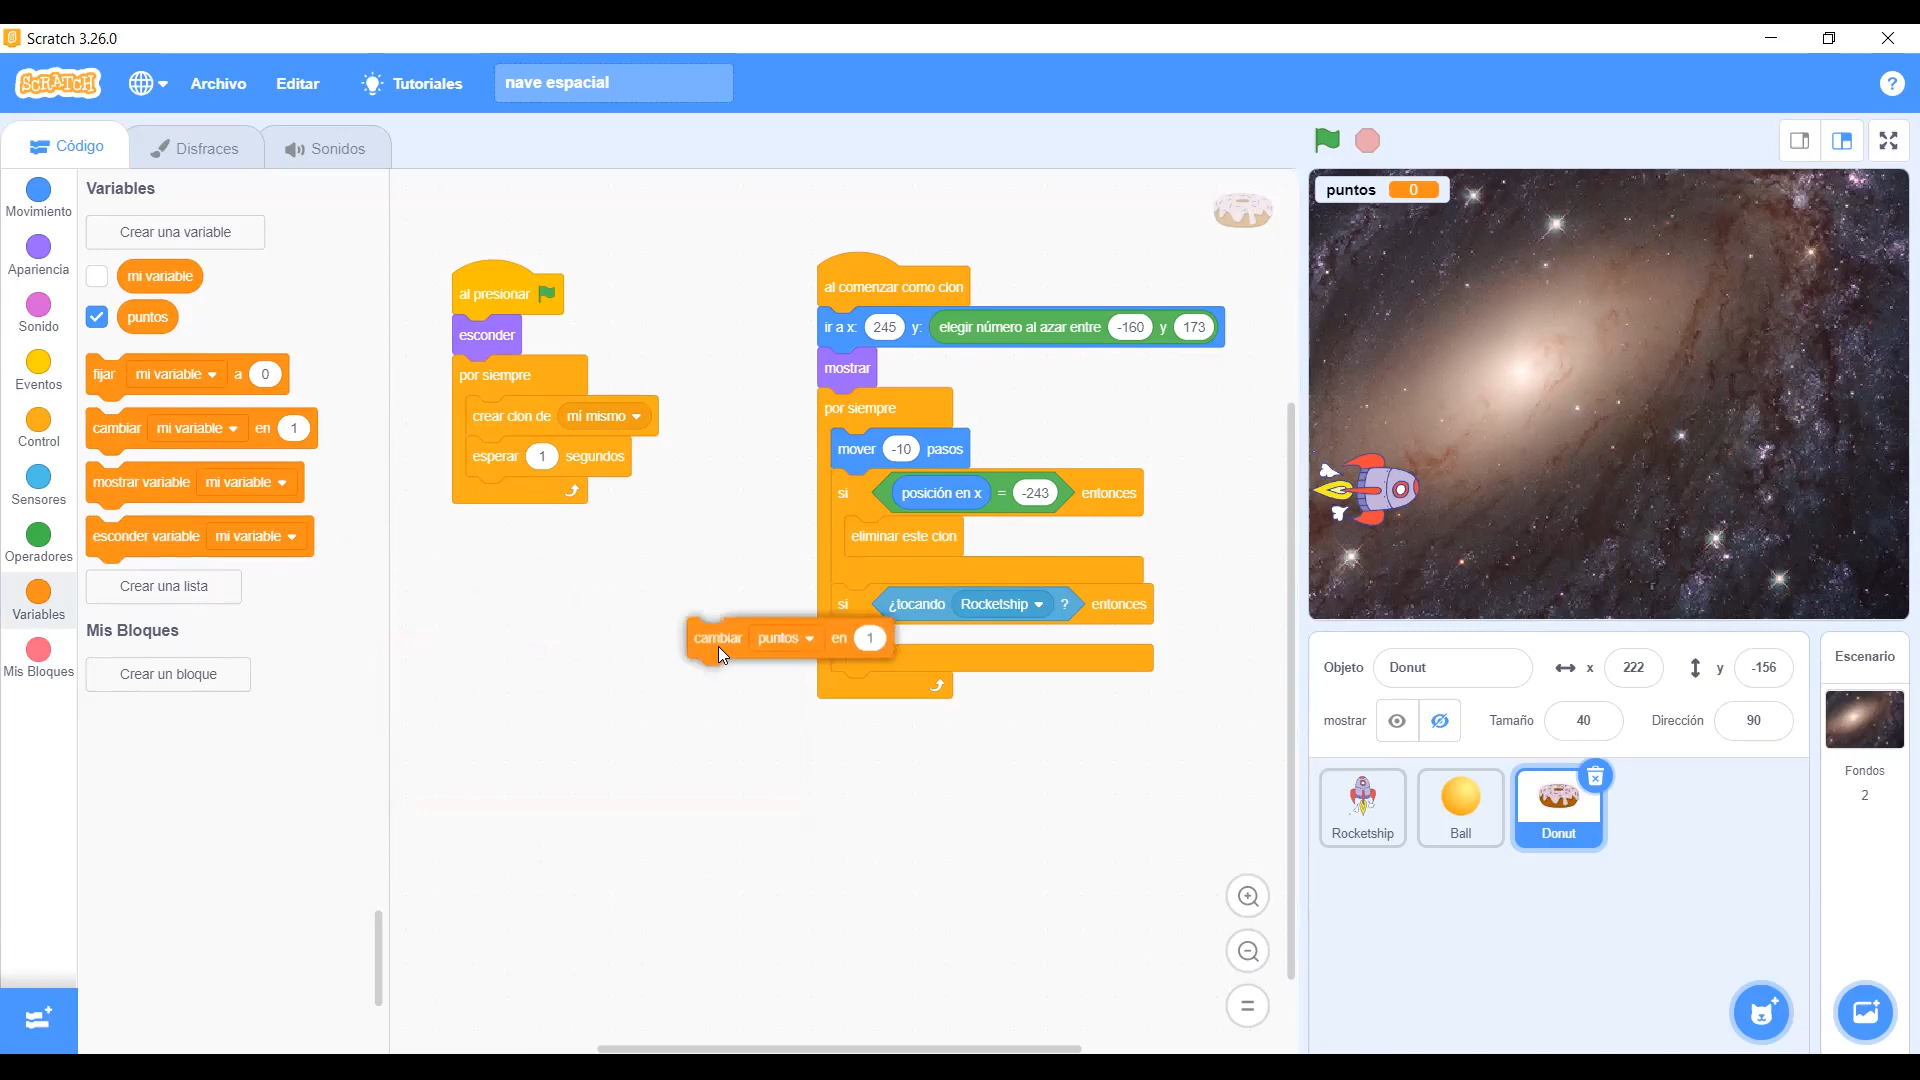 Scratch 3.26.0
SCRATCH Archivo Editar Tutoriales nave espacial ?
Código Disfraces Sonidos
Movimiento
Apariencia
Sonido
Eventos
Control
Sensores
Operadores
Variables
Mis Bloques
Variables
Crear una variable
mi variable
puntos
fijar mi variable a 0
cambiar mi variable en 1
mostrar variable mi variable
esconder variable mi variable
Crear una lista
Mis Bloques
Crear un bloque
al presionar
esconder
por siempre
crear clon de mí mismo
esperar 1 segundos
al comenzar como clon
ir a x: 245 y: elegir número al azar entre -160 y 173
mostrar
por siempre
mover -10 pasos
si posición en x = -243 entonces
eliminar este clon
si ¿tocando Rocketship ? entonces
cambiar puntos en 1
puntos 0
Objeto Donut x 222 y -156
mostrar Tamaño 40 Dirección 90
Rocketship Ball Donut
Escenario
Fondos
2